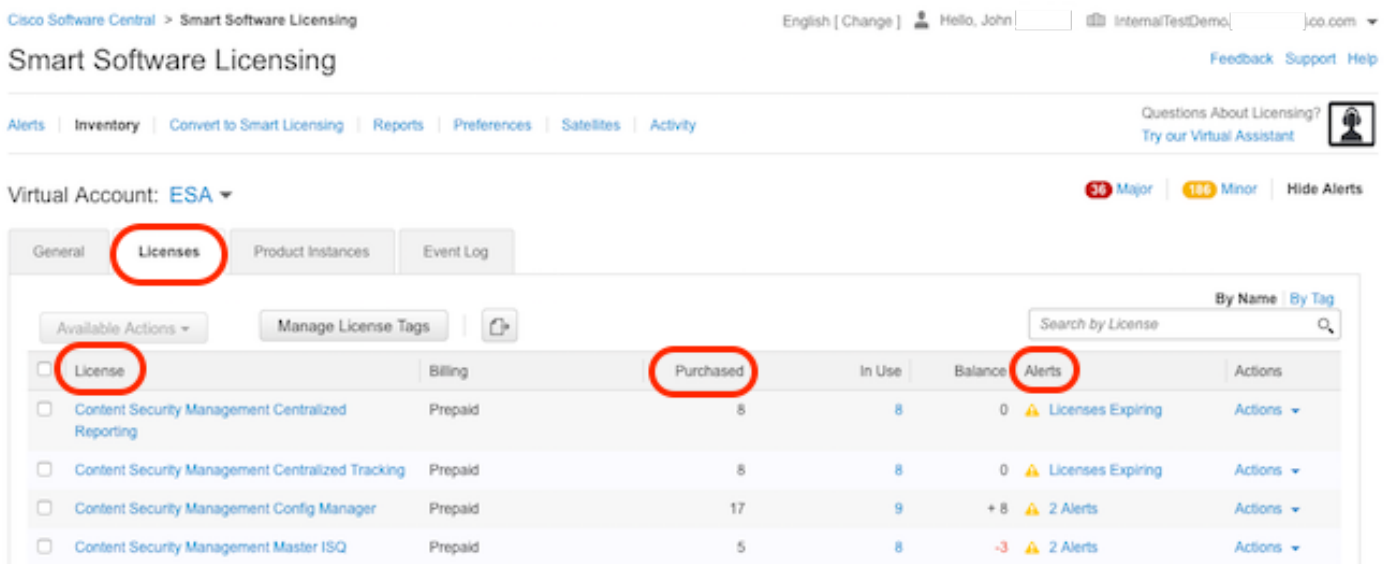 Cisco Software Central > Smart Software Licensing
English [ Change ] Hello, John InternalTestDemo. sco.com
Smart Software Licensing
Feedback Support Help
Alerts Inventory Convert to Smart Licensing Reports Preferences Satellites Activity
Questions About Licensing?
Try our Virtual Assistant
Virtual Account: ESA
36 Major 186 Minor Hide Alerts
General Licenses Product Instances Event Log
By Name By Tag
Available Actions Manage License Tags Search by License
License Billing Purchased In Use Balance Alerts Actions
Content Security Management Centralized Reporting Prepaid 8 8 0 Licenses Expiring Actions
Content Security Management Centralized Tracking Prepaid 8 8 0 Licenses Expiring Actions
Content Security Management Config Manager Prepaid 17 9 + 8 2 Alerts Actions
Content Security Management Master ISQ Prepaid 5 8 -3 2 Alerts Actions